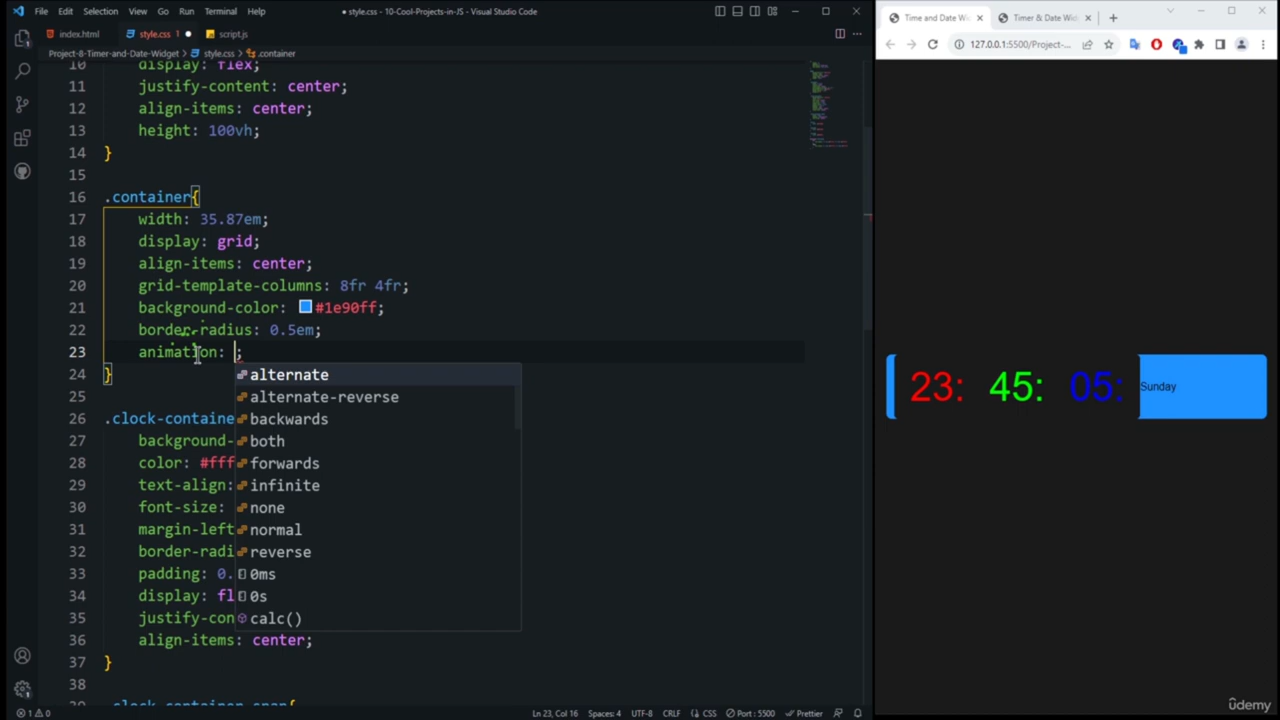 File Edit Selection View Go Run Terminal Help
● style.css - 10-Cool-Projects-in-JS - Visual Studio Code
index.html
style.css 1 ●
script.js
Project-8-Timer-and-Date-Widget > style.css > .container
10 display: flex;
11 justify-content: center;
12 align-items: center;
13 height: 100vh;
14 }
15
16 .container{
17 width: 35.87em;
18 display: grid;
19 align-items: center;
20 grid-template-columns: 8fr 4fr;
21 background-color: #1e90ff;
22 border-radius: 0.5em;
23 animation: ;
24 }
25
26 .clock-containe
27 background-
28 color: #fff
29 text-align:
30 font-size:
31 margin-left
32 border-radi
33 padding: 0.
34 display: fl
35 justify-con
36 align-items: center;
37 }
38
39 .clock-container span{
alternate
alternate-reverse
backwards
both
forwards
infinite
none
normal
reverse
0ms
0s
calc()
1 0
Ln 23, Col 16 Spaces: 4 UTF-8 CRLF CSS Port : 5500 Prettier
Time and Date Wi
Timer & Date Wid
127.0.0.1:5500/Project-...
23: 45: 05: Sunday
ûdemy